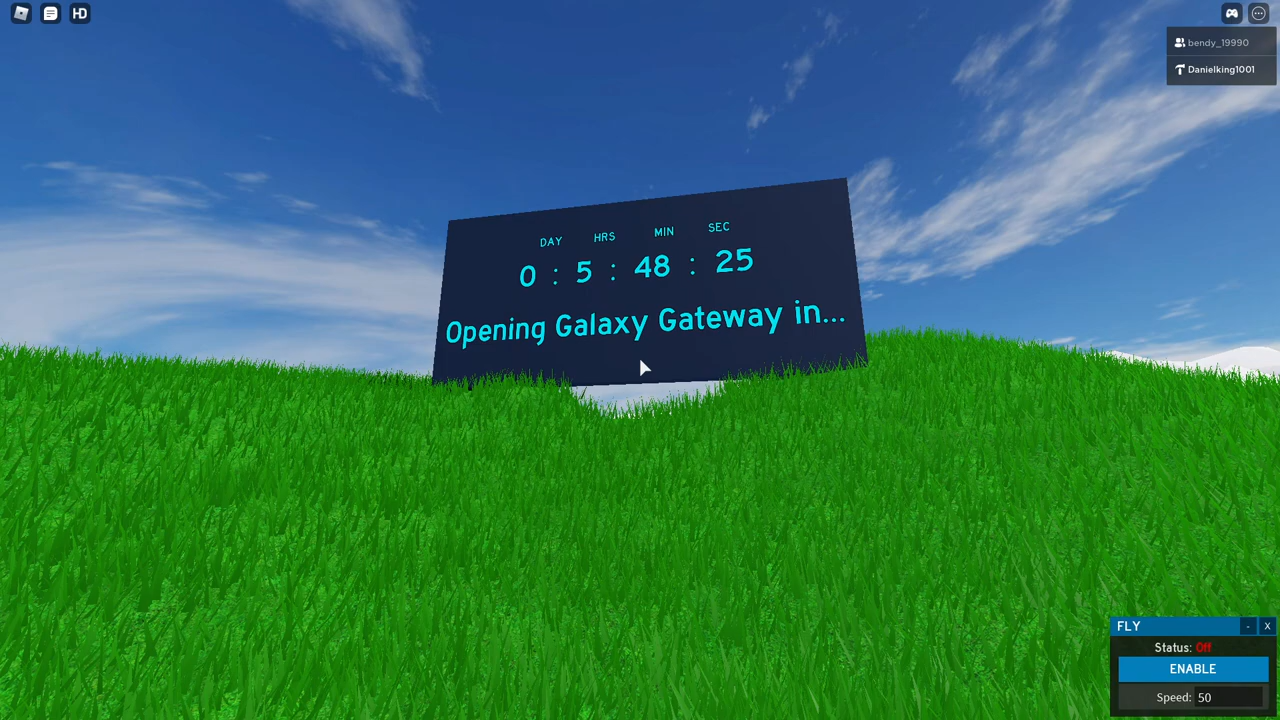 HD
bendy_19990
Danielking1001
DAY HRS MIN SEC
0 : 5 : 48 : 25
Opening Galaxy Gateway in...
FLY - X
Status: Off
ENABLE
Speed: 50